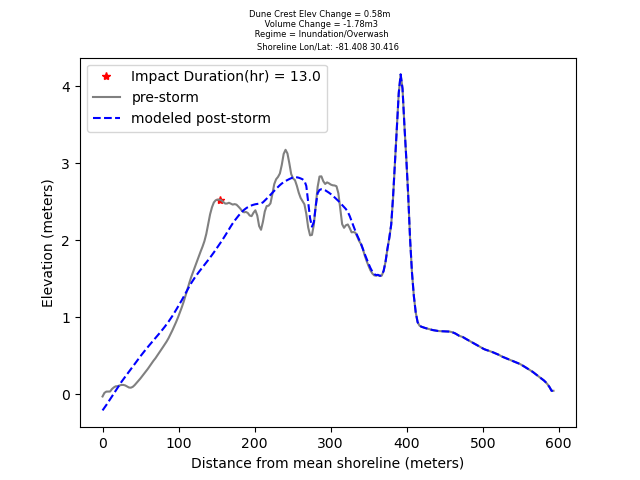 Dune Crest Elev Change = 0.58m
Volume Change = -1.78m3
Regime = Inundation/Overwash
Shoreline Lon/Lat: -81.408 30.416
Impact Duration(hr) = 13.0
pre-storm
modeled post-storm
Elevation (meters)
4
3
2
1
0
0 100 200 300 400 500 600
Distance from mean shoreline (meters)